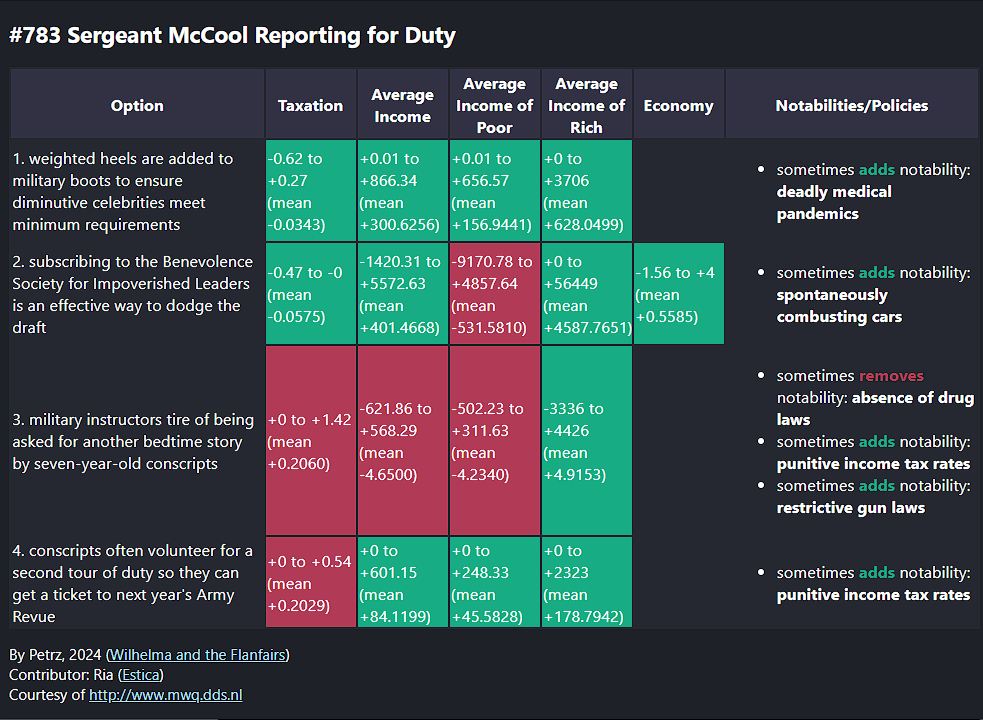 #783 Sergeant McCool Reporting for Duty
Option
Taxation
Average
Income
Average
Income of
Poor
Average
Income of
Rich
Economy
Notabilities/Policies
1. weighted heels are added to
military boots to ensure
diminutive celebrities meet
minimum requirements
-0.62 to
+0.27
(mean
-0.0343)
+0.01 to
+866.34
(mean
+300.6256)
+0.01 to
+656.57
(mean
+156.9441)
+0 to
+3706
(mean
+628.0499)
• sometimes adds notability:
deadly medical
pandemics
2. subscribing to the Benevolence
Society for Impoverished Leaders
is an effective way to dodge the
draft
-0.47 to -0
(mean
-0.0575)
-1420.31 to
+5572.63
(mean
+401.4668)
-9170.78 to
+4857.64
(mean
-531.5810)
+0 to
+56449
(mean
+4587.7651)
-1.56 to +4
(mean
+0.5585)
• sometimes adds notability:
spontaneously
combusting cars
3. military instructors tire of being
asked for another bedtime story
by seven-year-old conscripts
+0 to +1.42
(mean
+0.2060)
-621.86 to
+568.29
(mean
-4.6500)
-502.23 to
+311.63
(mean
-4.2340)
-3336 to
+4426
(mean
+4.9153)
• sometimes removes
notability: absence of drug
laws
• sometimes adds notability:
punitive income tax rates
• sometimes adds notability:
restrictive gun laws
4. conscripts often volunteer for a
second tour of duty so they can
get a ticket to next year's Army
Revue
+0 to +0.54
(mean
+0.2029)
+0 to
+601.15
(mean
+84.1199)
+0 to
+248.33
(mean
+45.5828)
+0 to
+2323
(mean
+178.7942)
• sometimes adds notability:
punitive income tax rates
By Petrz, 2024 (Wilhelma and the Flanfairs)
Contributor: Ria (Estica)
Courtesy of http://www.mwq.dds.nl